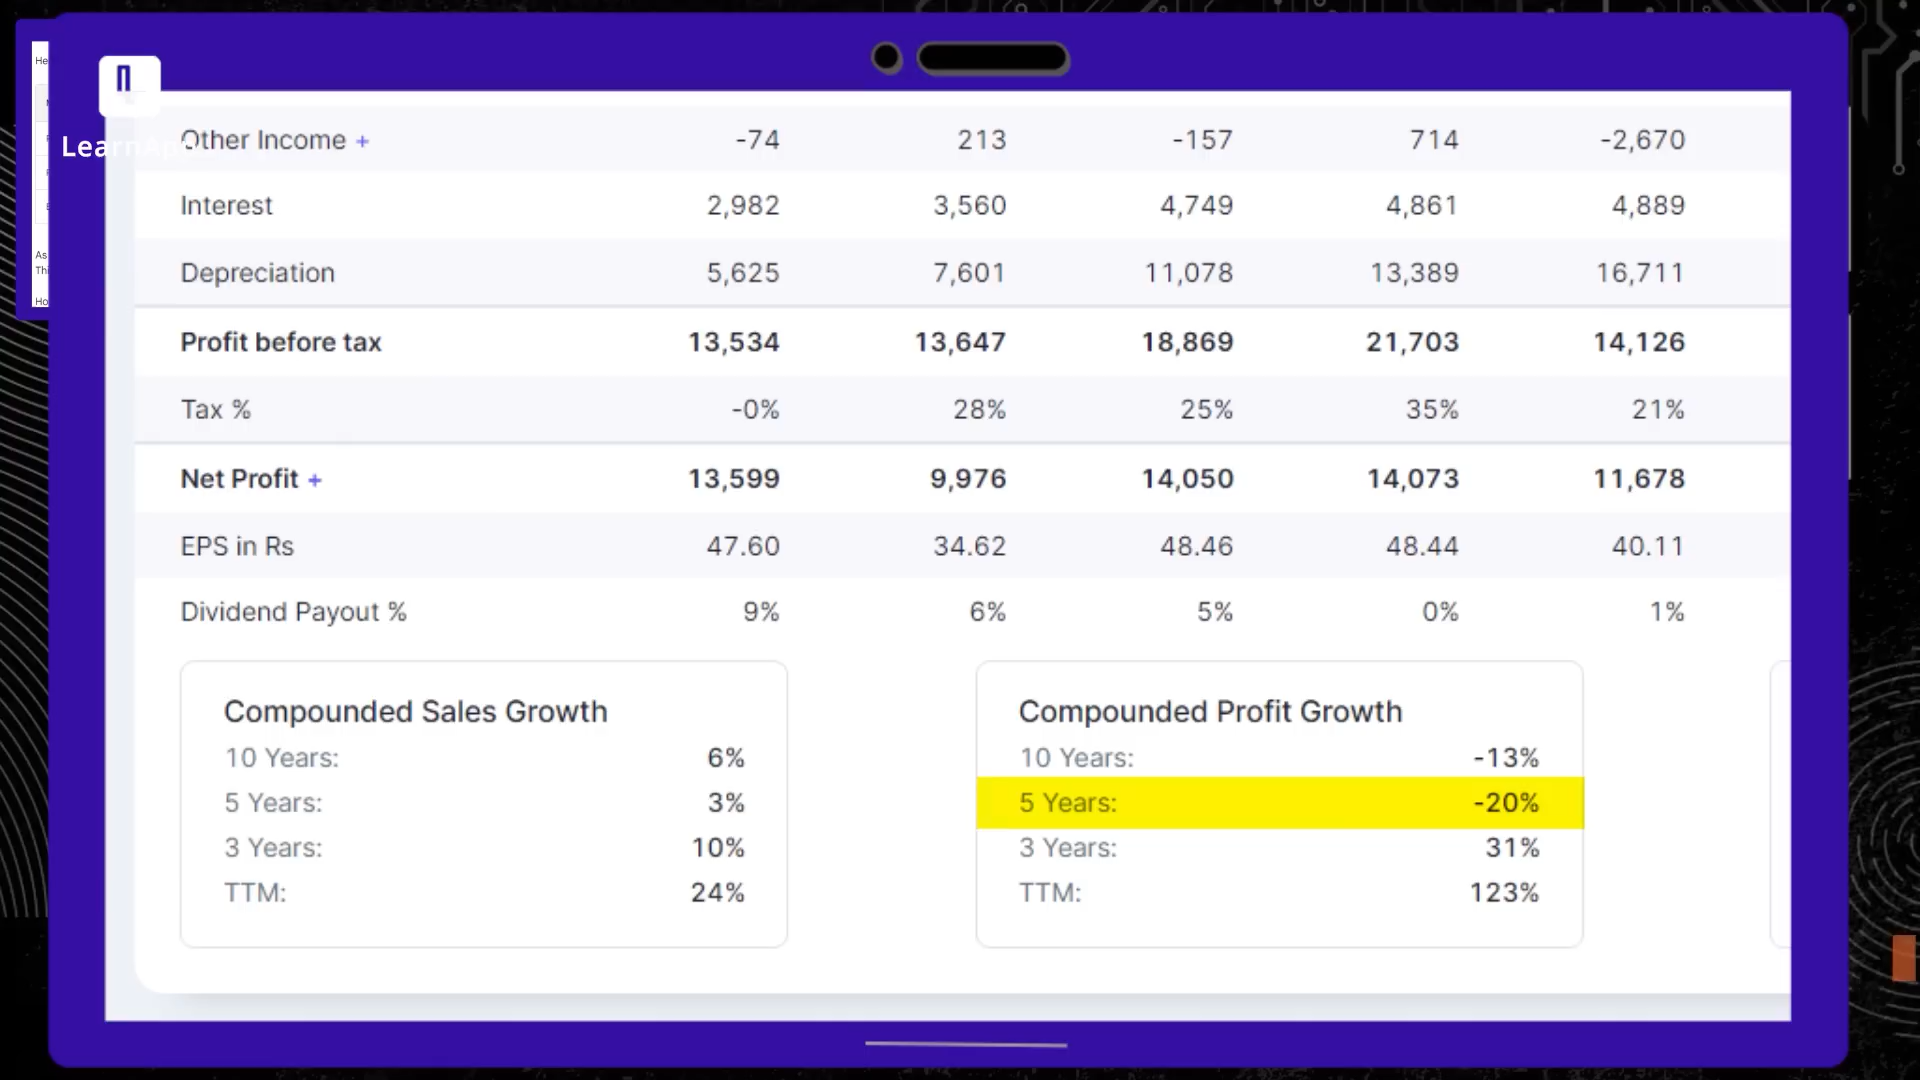 He
LearnAp
As
Thi
Ho
Other Income + -74 213 -157 714 -2,670
Interest 2,982 3,560 4,749 4,861 4,889
Depreciation 5,625 7,601 11,078 13,389 16,711
Profit before tax 13,534 13,647 18,869 21,703 14,126
Tax % -0% 28% 25% 35% 21%
Net Profit + 13,599 9,976 14,050 14,073 11,678
EPS in Rs 47.60 34.62 48.46 48.44 40.11
Dividend Payout % 9% 6% 5% 0% 1%
Compounded Sales Growth
10 Years: 6%
5 Years: 3%
3 Years: 10%
TTM: 24%
Compounded Profit Growth
10 Years: -13%
5 Years: -20%
3 Years: 31%
TTM: 123%